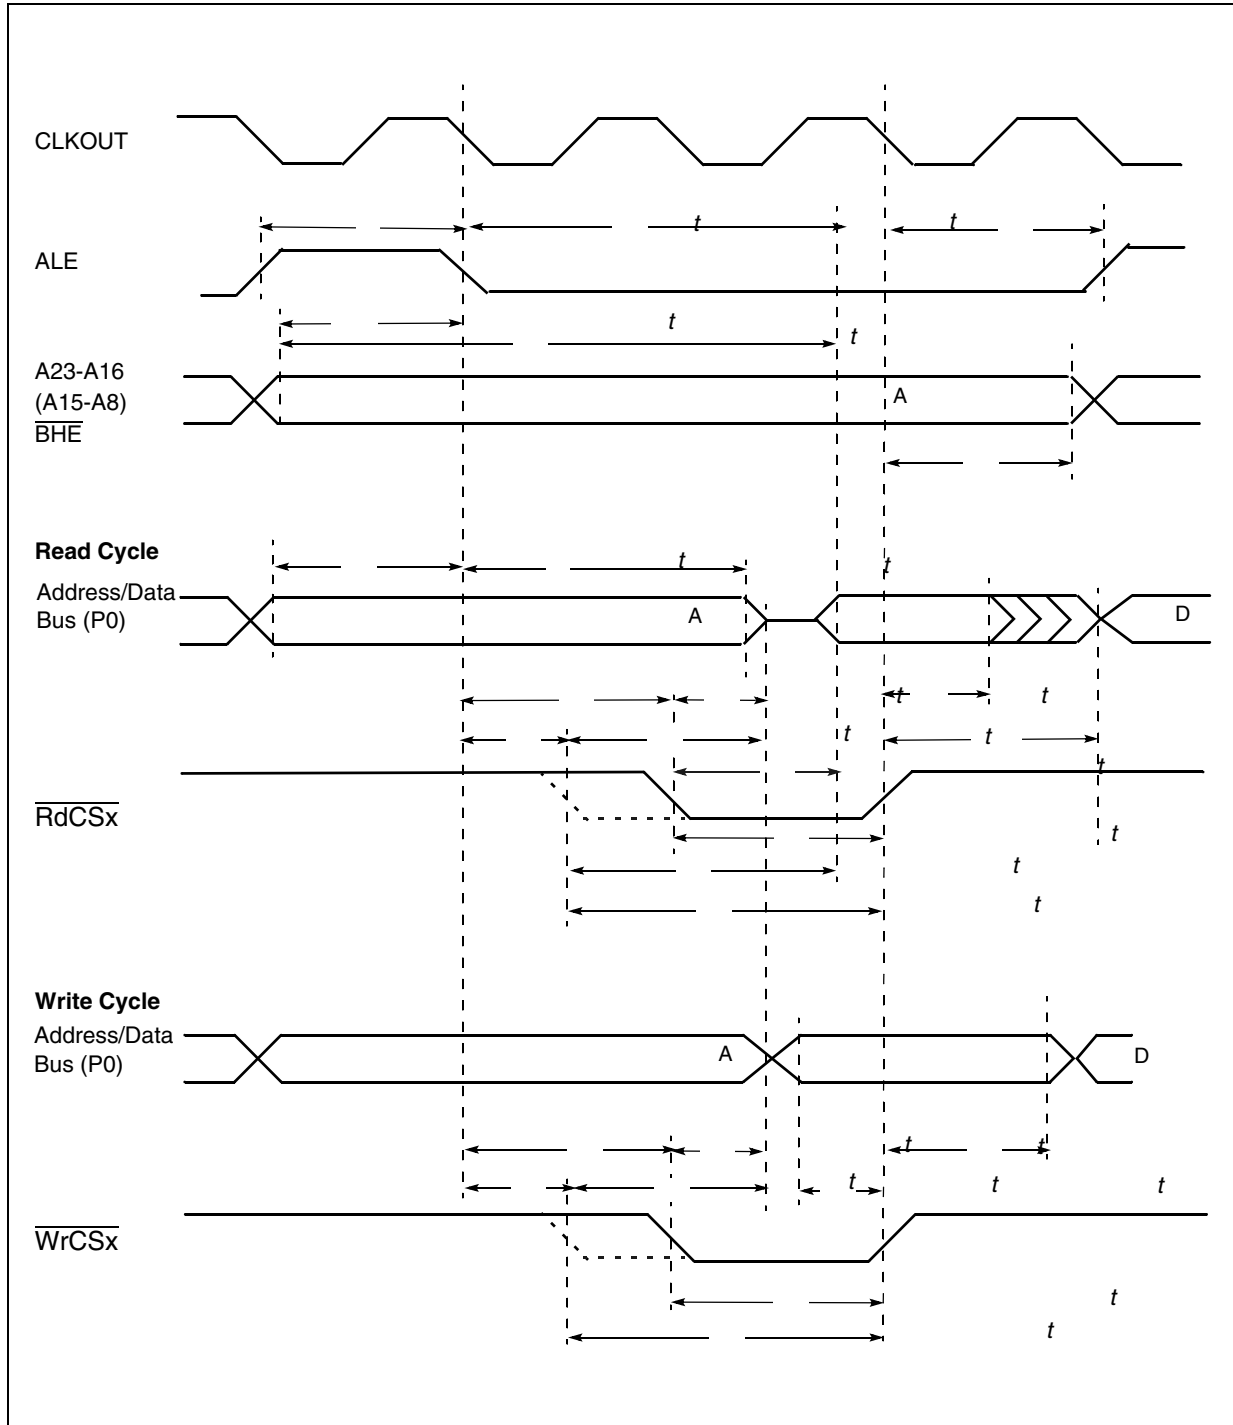 CLKOUT
t
t
ALE
t
t
A23-A16
(A15-A8)
A
BHE
Read Cycle
t
t
Address/Data
Bus (P0)
A
D
t
t
t
t
t
RdCSx
t
t
t
Write Cycle
Address/Data
Bus (P0)
A
D
t
t
t
t
t
WrCSx
t
t